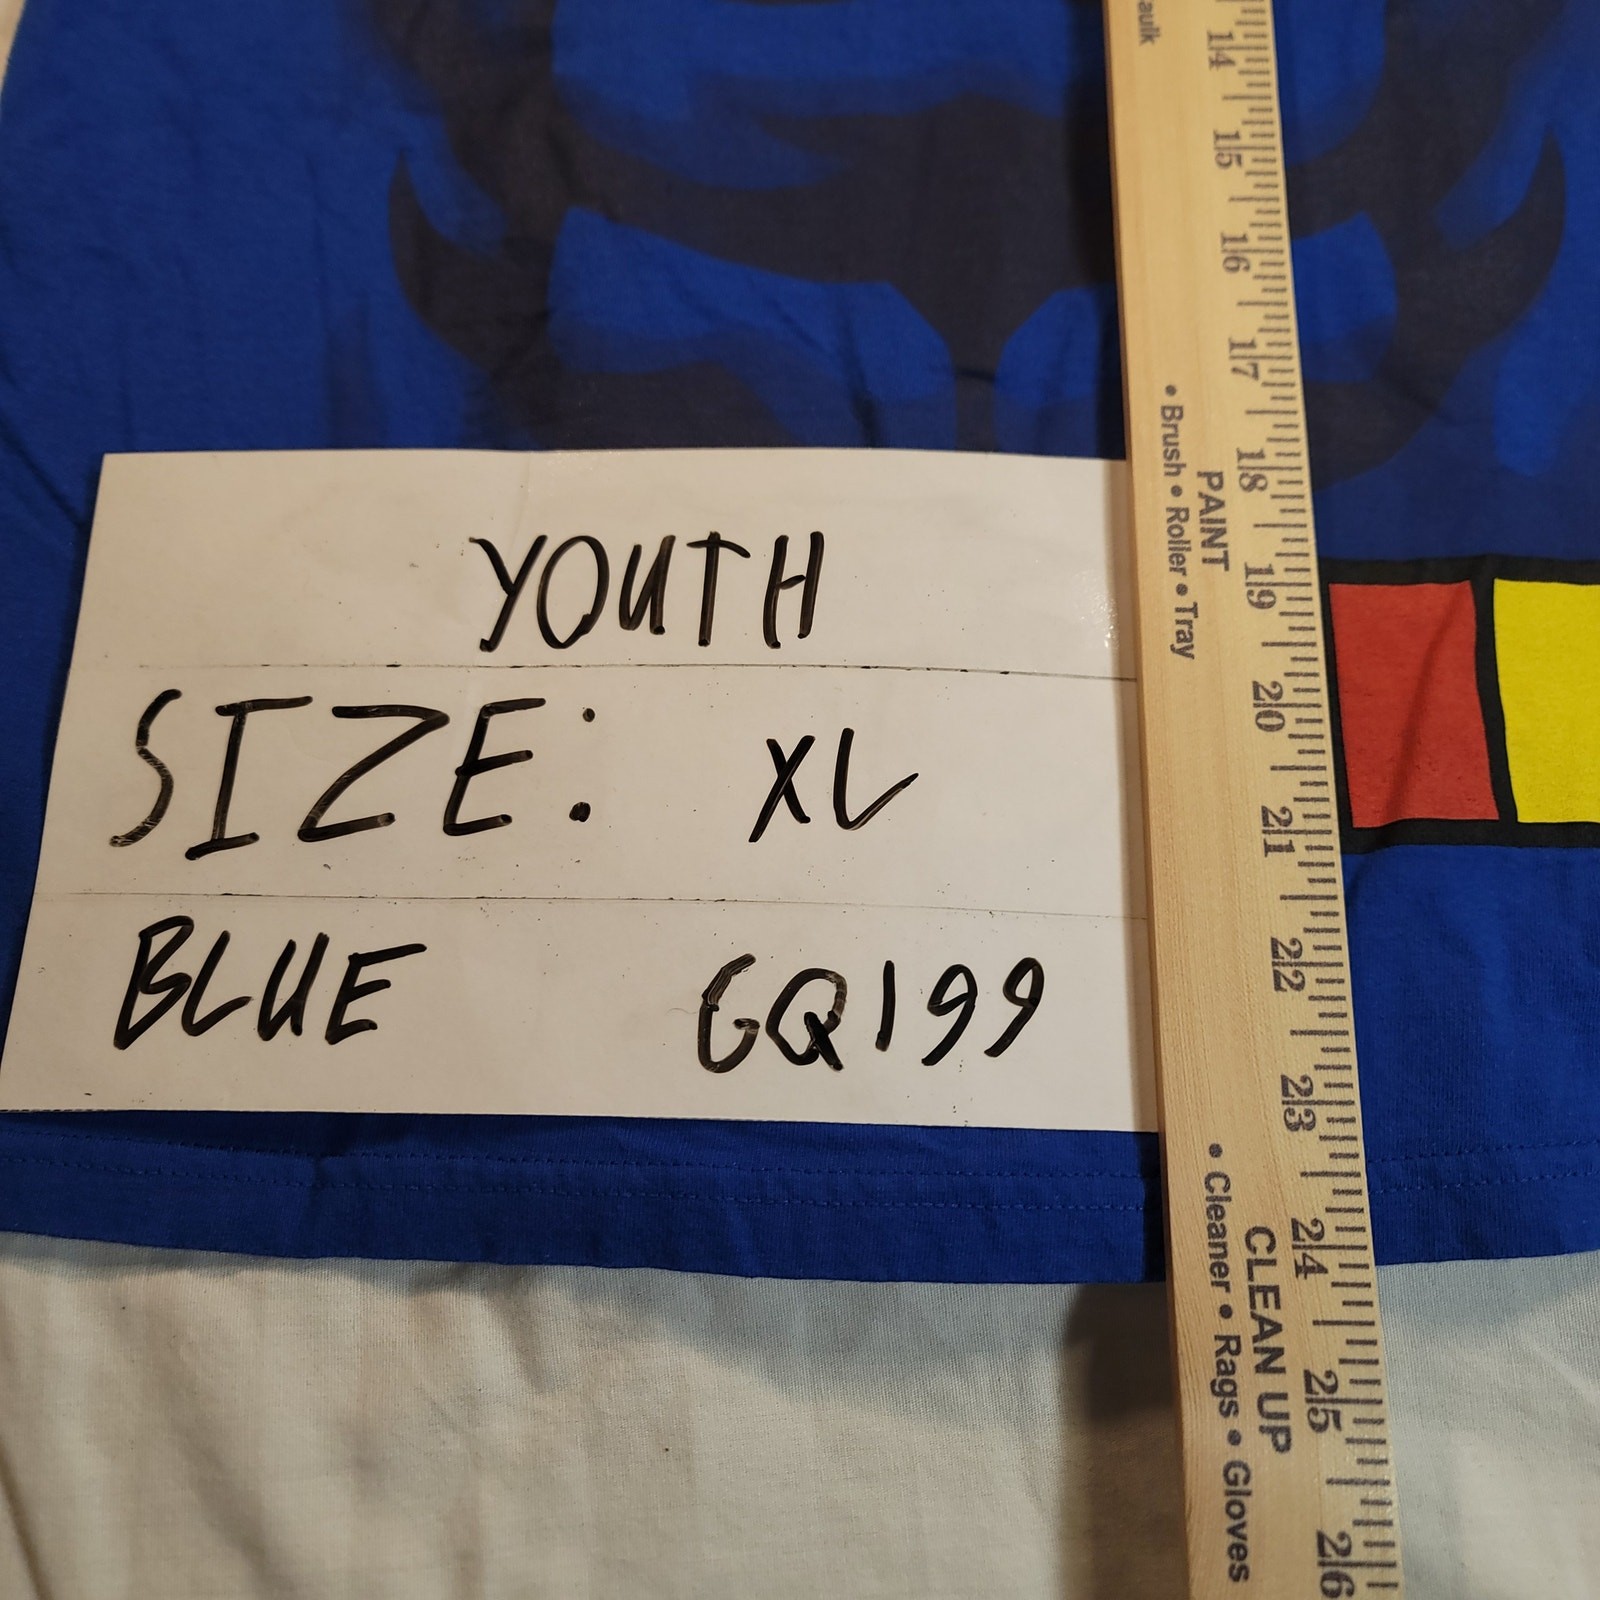 YOUTH
SIZE: XL
BLUE GQ199
aulk
14
15
16
17
18
19
20
21
22
23
24
25
26
PAINT
• Brush • Roller • Tray
CLEAN UP
• Cleaner • Rags • Gloves